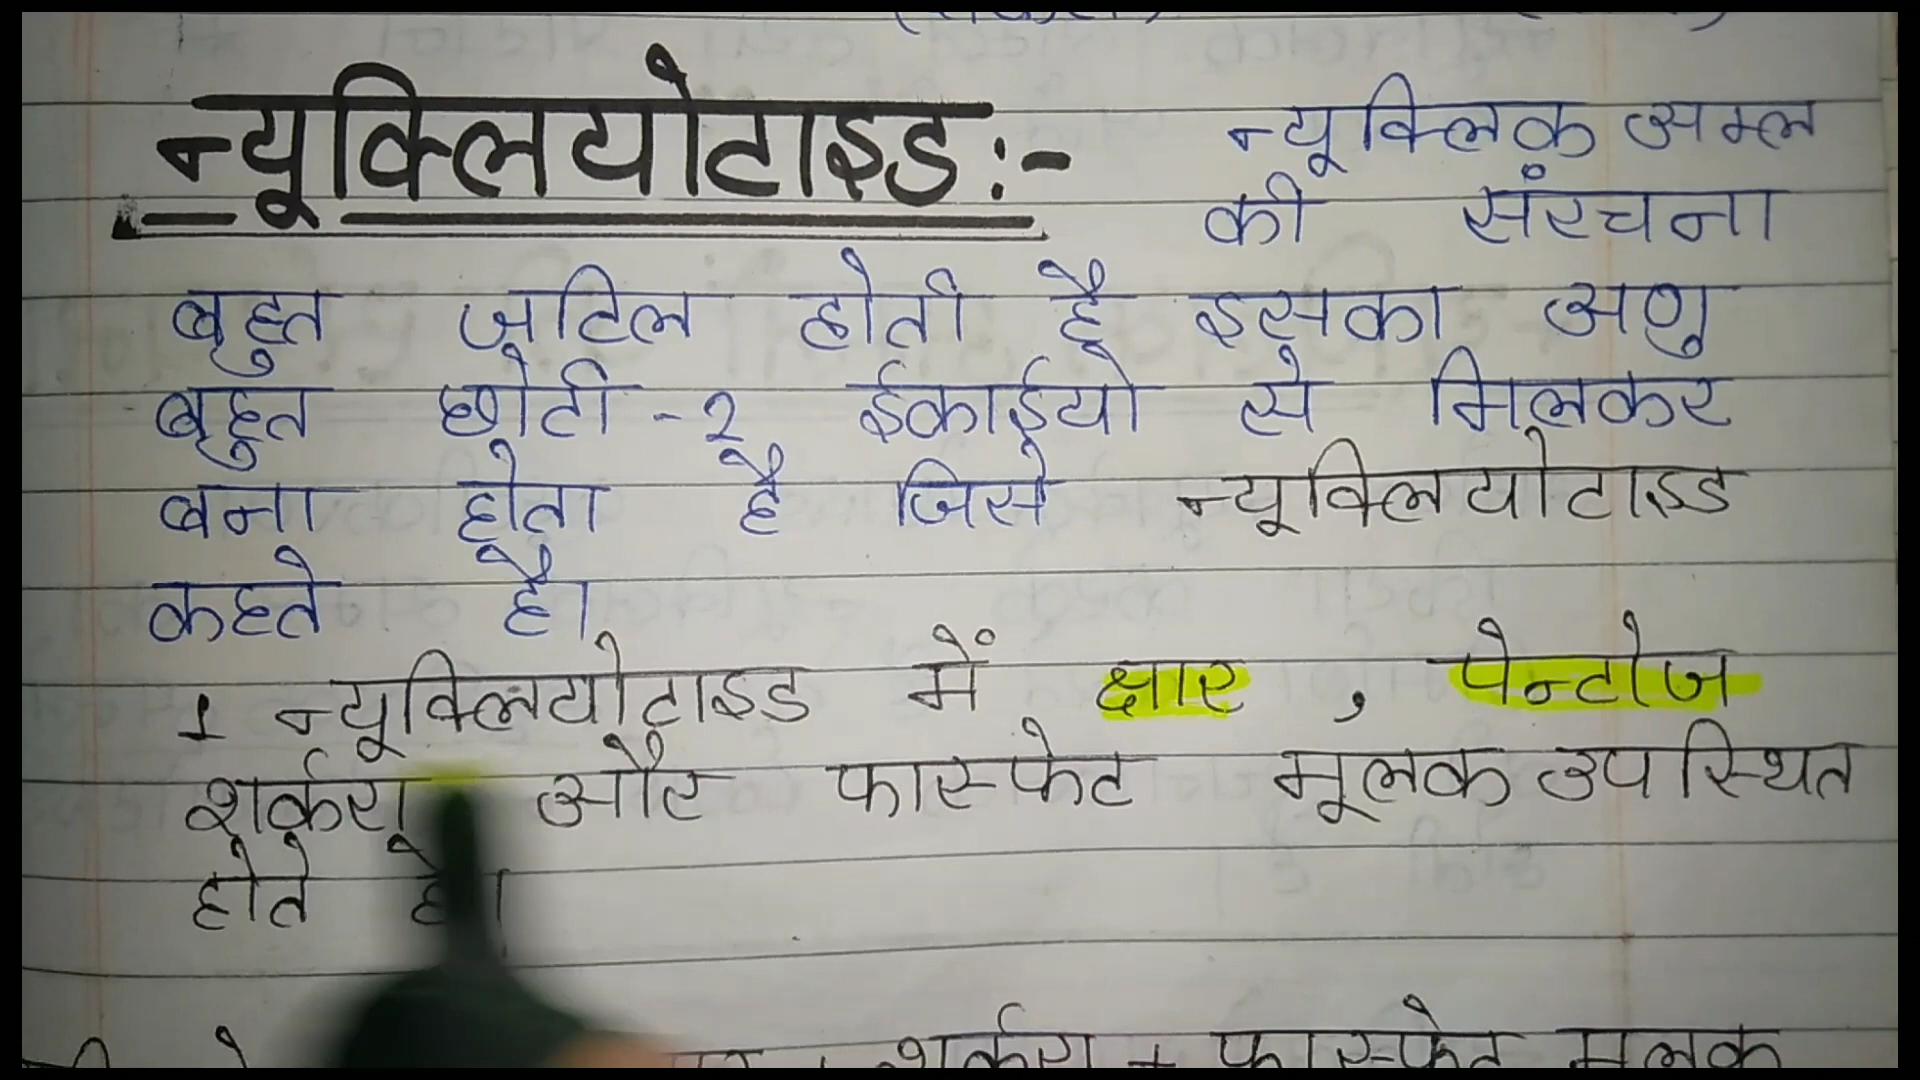 न्यूक्लियोटाइड :- न्यूक्लिक अम्ल
की संरचना
बहुत जटिल होती है इसका अणु
बहुत छोटी-२ ईकाईयो से मिलकर
बना होता है जिसे न्यूक्लियोटाइड
कहते है।
1 न्यूक्लियोटाइड में क्षार , पेन्टोज
शर्करा और फास्फेट मूलक उपस्थित
होते है।
शर्करा + फास्फेट मूलक